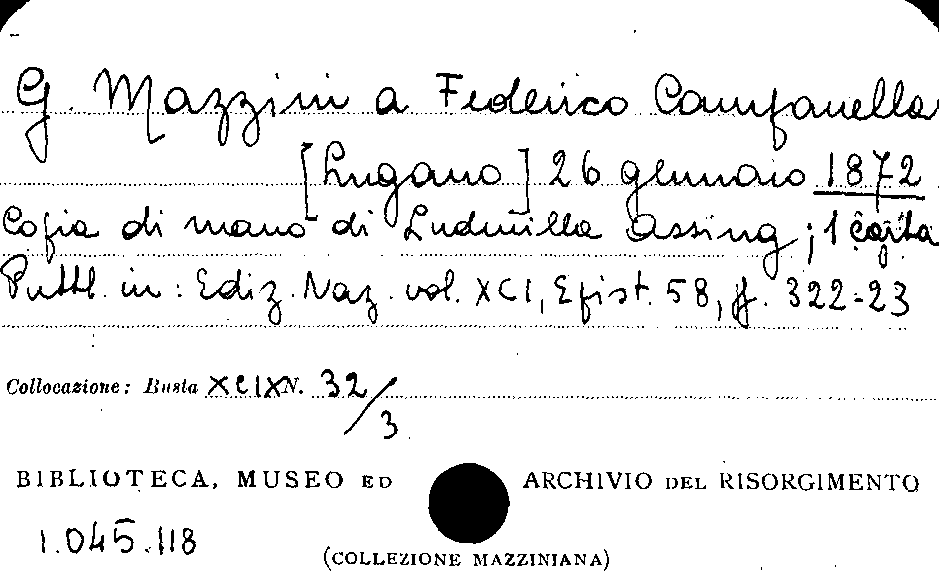 G. Mazzini a Federico Campanella
[Lugano] 26 gennaio 1872
Copia di mano di Ludmilla Assing; 1 carta
Pubbl. in: Ediz. Naz. vol. XCI, Epist. 58, p. 322-23
Collocazione: Busta XCIX N. 32/3
BIBLIOTECA, MUSEO ED ARCHIVIO DEL RISORGIMENTO
1.045.118
(COLLEZIONE MAZZINIANA)